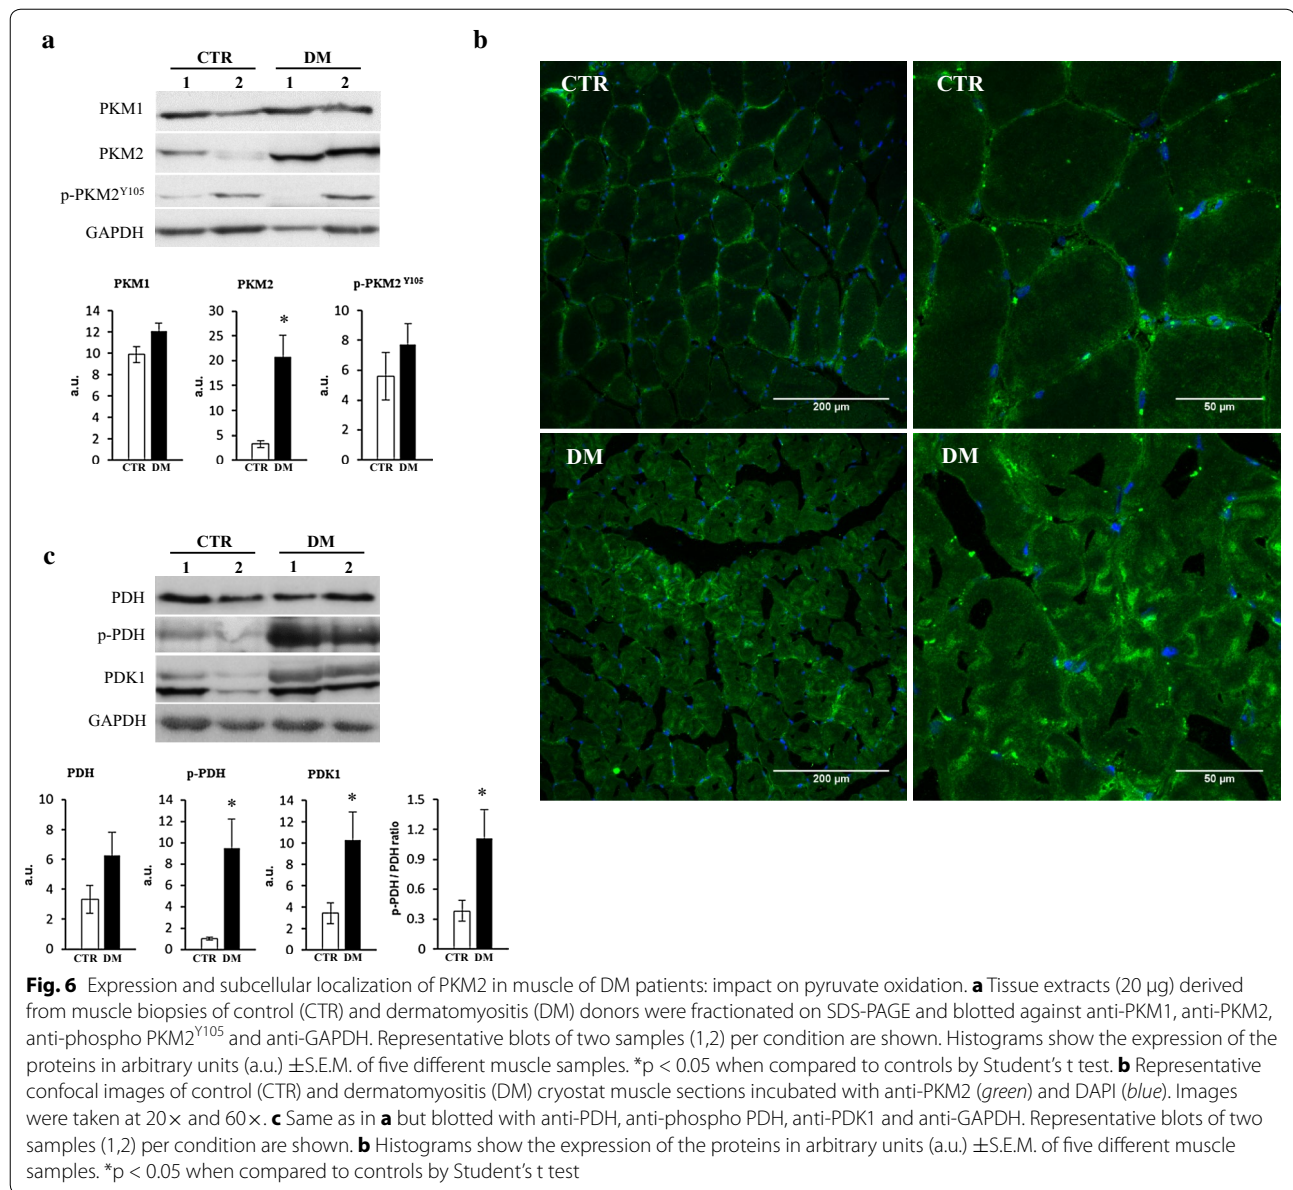 a
CTR DM
1 2 1 2
PKM1
PKM2
p-PKM2Y105
GAPDH
PKM1 PKM2 p-PKM2 Y105
a.u.
14
12
10
8
6
4
2
0
CTR DM
a.u.
30
25
20
15
10
5
0
*
CTR DM
a.u.
10
8
6
4
2
0
CTR DM
b
CTR
200 µm
CTR
50 µm
DM
200 µm
DM
50 µm
c
CTR DM
1 2 1 2
PDH
p-PDH
PDK1
GAPDH
PDH p-PDH PDK1
a.u.
10
8
6
4
2
0
CTR DM
a.u.
14
12
10
8
6
4
2
0
*
CTR DM
a.u.
14
12
10
8
6
4
2
0
*
CTR DM
p-PDH / PDH ratio
1.5
1.2
0.9
0.6
0.3
0
*
CTR DM
Fig. 6 Expression and subcellular localization of PKM2 in muscle of DM patients: impact on pyruvate oxidation. a Tissue extracts (20 µg) derived
from muscle biopsies of control (CTR) and dermatomyositis (DM) donors were fractionated on SDS-PAGE and blotted against anti-PKM1, anti-PKM2,
anti-phospho PKM2Y105 and anti-GAPDH. Representative blots of two samples (1,2) per condition are shown. Histograms show the expression of the
proteins in arbitrary units (a.u.) ±S.E.M. of five different muscle samples. *p < 0.05 when compared to controls by Student’s t test. b Representative
confocal images of control (CTR) and dermatomyositis (DM) cryostat muscle sections incubated with anti-PKM2 (green) and DAPI (blue). Images
were taken at 20× and 60×. c Same as in a but blotted with anti-PDH, anti-phospho PDH, anti-PDK1 and anti-GAPDH. Representative blots of two
samples (1,2) per condition are shown. b Histograms show the expression of the proteins in arbitrary units (a.u.) ±S.E.M. of five different muscle
samples. *p < 0.05 when compared to controls by Student’s t test